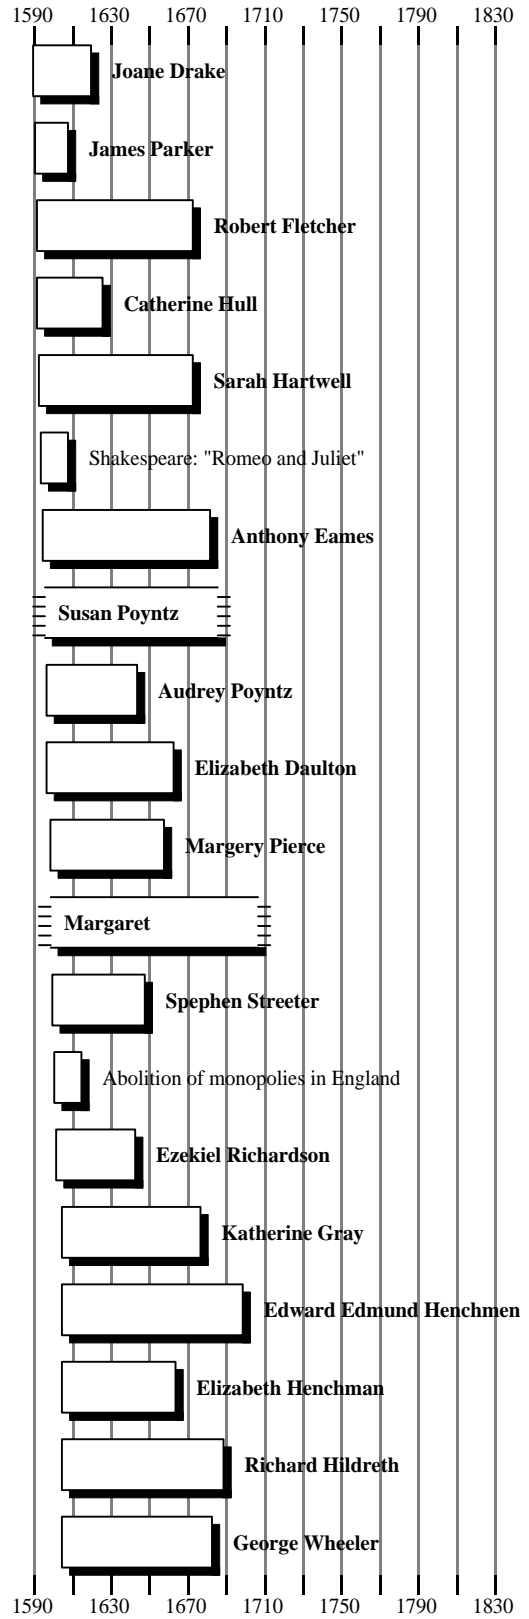 1590 1630 1670 1710 1750 1790 1830
Joane Drake
James Parker
Robert Fletcher
Catherine Hull
Sarah Hartwell
Shakespeare: "Romeo and Juliet"
Anthony Eames
Susan Poyntz
Audrey Poyntz
Elizabeth Daulton
Margery Pierce
Margaret
Spephen Streeter
Abolition of monopolies in England
Ezekiel Richardson
Katherine Gray
Edward Edmund Henchmen
Elizabeth Henchman
Richard Hildreth
George Wheeler
1590 1630 1670 1710 1750 1790 1830